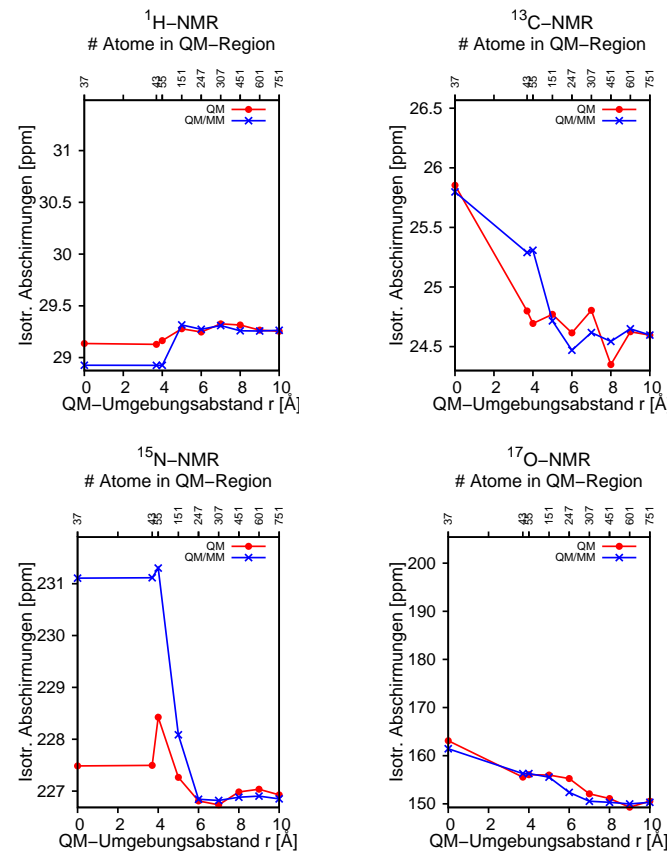 ¹H–NMR
# Atome in QM–Region
37 43 55 151 247 307 451 601 751
QM
QM/MM
Isotr. Abschirmungen [ppm]
31
30.5
30
29.5
29
0 2 4 6 8 10
QM–Umgebungsabstand r [Å]
¹³C–NMR
# Atome in QM–Region
37 43 55 151 247 307 451 601 751
QM
QM/MM
Isotr. Abschirmungen [ppm]
26.5
26
25.5
25
24.5
0 2 4 6 8 10
QM–Umgebungsabstand r [Å]
¹⁵N–NMR
# Atome in QM–Region
37 43 55 151 247 307 451 601 751
QM
QM/MM
Isotr. Abschirmungen [ppm]
231
230
229
228
227
0 2 4 6 8 10
QM–Umgebungsabstand r [Å]
¹⁷O–NMR
# Atome in QM–Region
37 43 55 151 247 307 451 601 751
QM
QM/MM
Isotr. Abschirmungen [ppm]
200
190
180
170
160
150
0 2 4 6 8 10
QM–Umgebungsabstand r [Å]